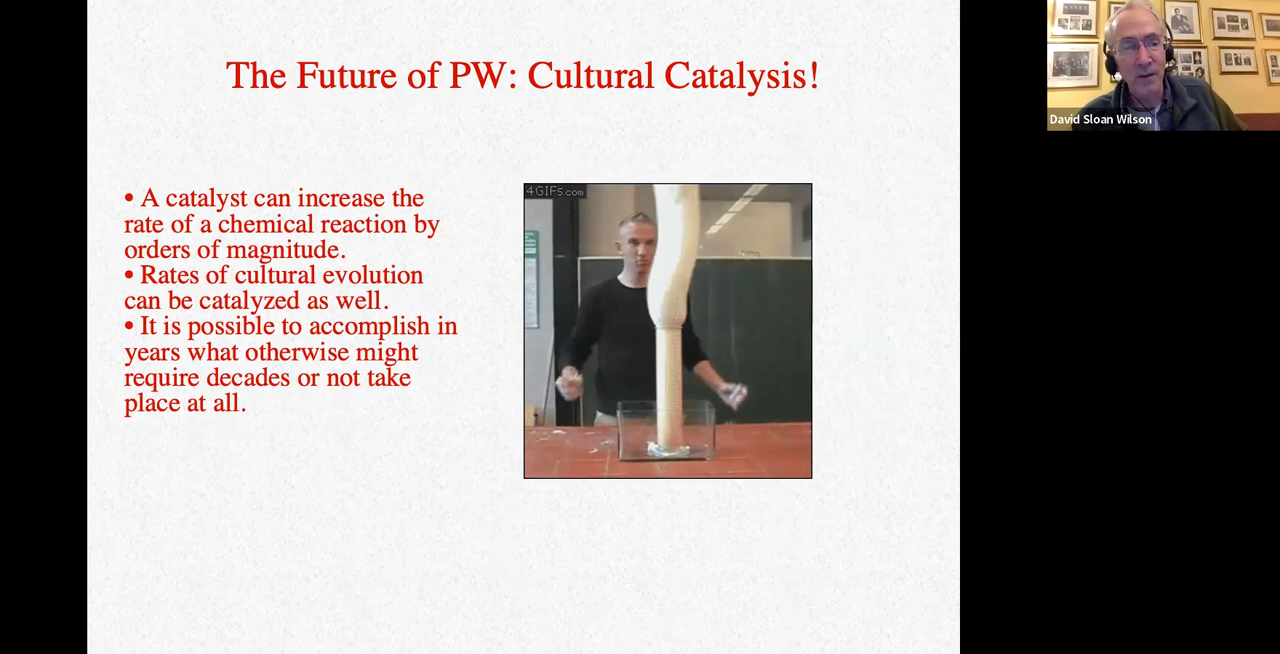 The Future of PW: Cultural Catalysis!
• A catalyst can increase the
rate of a chemical reaction by
orders of magnitude.
• Rates of cultural evolution
can be catalyzed as well.
• It is possible to accomplish in
years what otherwise might
require decades or not take
place at all.
4GIFS.com
David Sloan Wilson